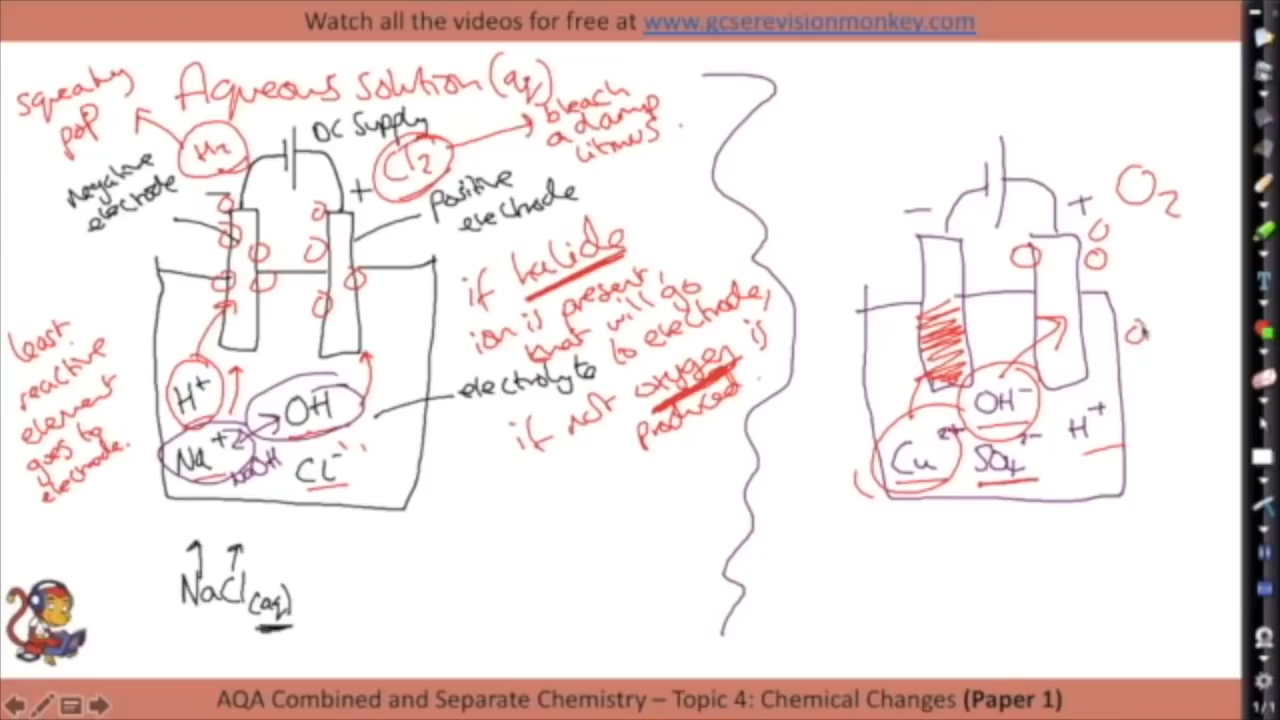 Watch all the videos for free at www.gcserevisionmonkey.com
Aqueous Solution (aq)
squeaky
pop
H2
DC Supply
Cl2
bleach
a damp
litmus.
Negative
electrode
−
+
Positive
electrode
if halide
ion is present,
that will go
to electrode,
if not oxygen is
produced.
electrolyte
least
reactive
element
goes to
electrode.
H+
OH-
Na+
NaOH
Cl-
NaCl(aq)
−
+
O2
OH-
Cu2+
SO42-
H+
AQA Combined and Separate Chemistry – Topic 4: Chemical Changes (Paper 1)
1/1